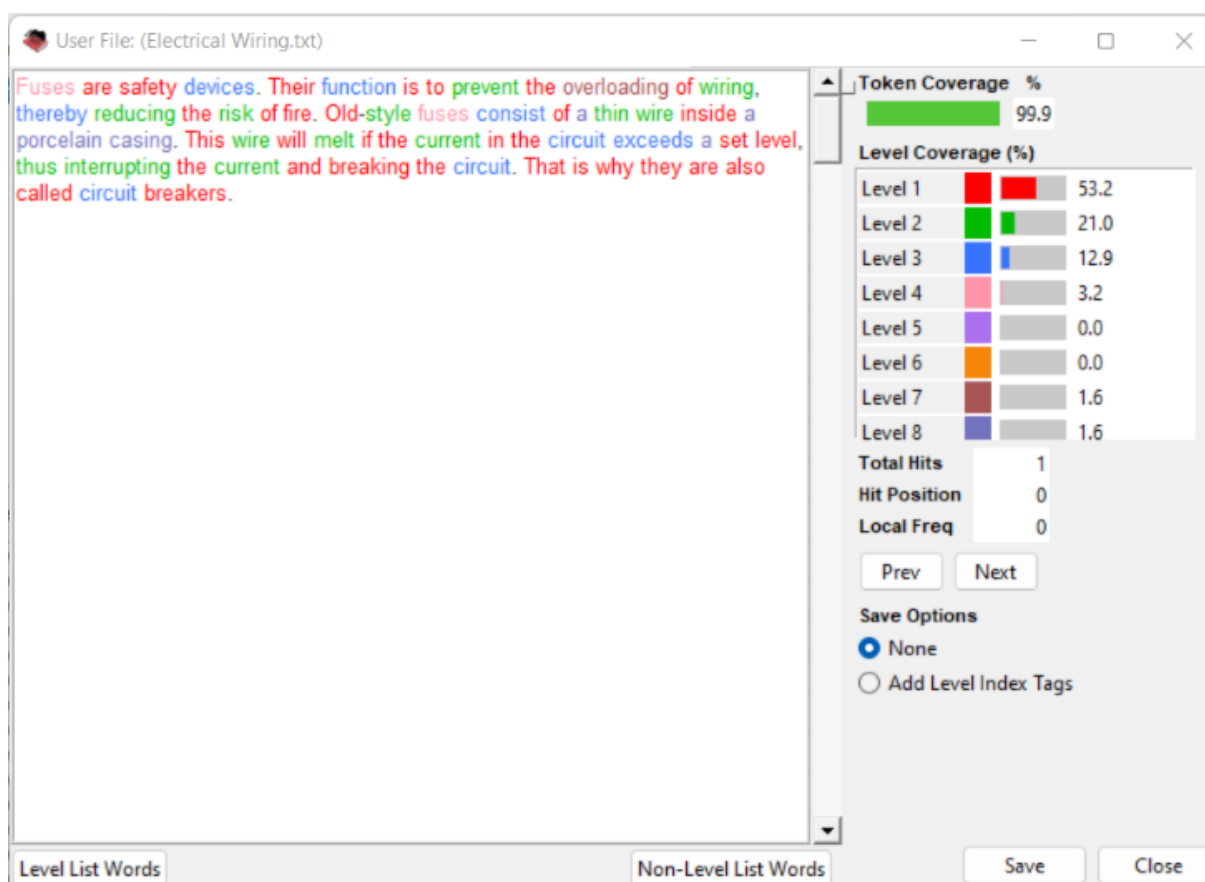 User File: (Electrical Wiring.txt)
Fuses are safety devices. Their function is to prevent the overloading of wiring,
thereby reducing the risk of fire. Old-style fuses consist of a thin wire inside a
porcelain casing. This wire will melt if the current in the circuit exceeds a set level,
thus interrupting the current and breaking the circuit. That is why they are also
called circuit breakers.
Token Coverage %
99.9
Level Coverage (%)
Level 1 53.2
Level 2 21.0
Level 3 12.9
Level 4 3.2
Level 5 0.0
Level 6 0.0
Level 7 1.6
Level 8 1.6
Total Hits 1
Hit Position 0
Local Freq 0
Prev Next
Save Options
None
Add Level Index Tags
Level List Words Non-Level List Words Save Close